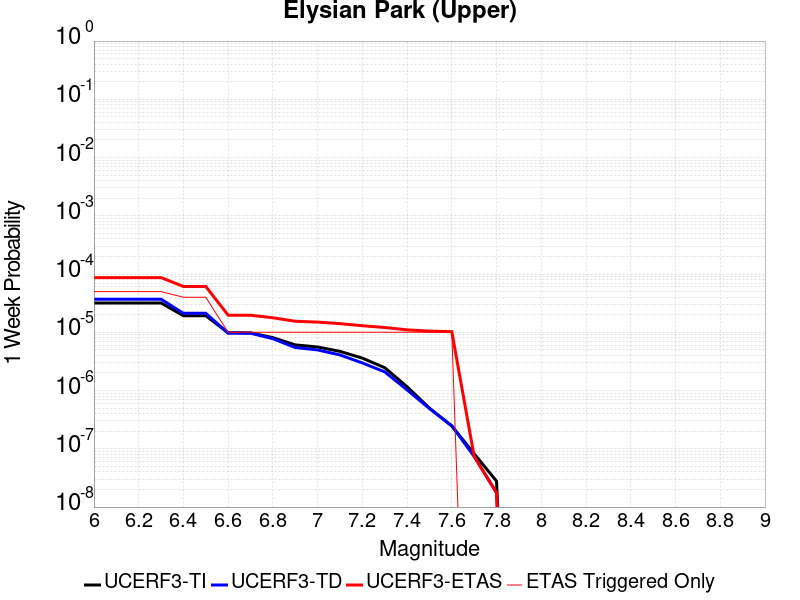 Elysian Park (Upper)
10^0
10^-1
10^-2
10^-3
10^-4
10^-5
10^-6
10^-7
10^-8
1 Week Probability
6 6.2 6.4 6.6 6.8 7 7.2 7.4 7.6 7.8 8 8.2 8.4 8.6 8.8 9
Magnitude
UCERF3-TI UCERF3-TD UCERF3-ETAS ETAS Triggered Only